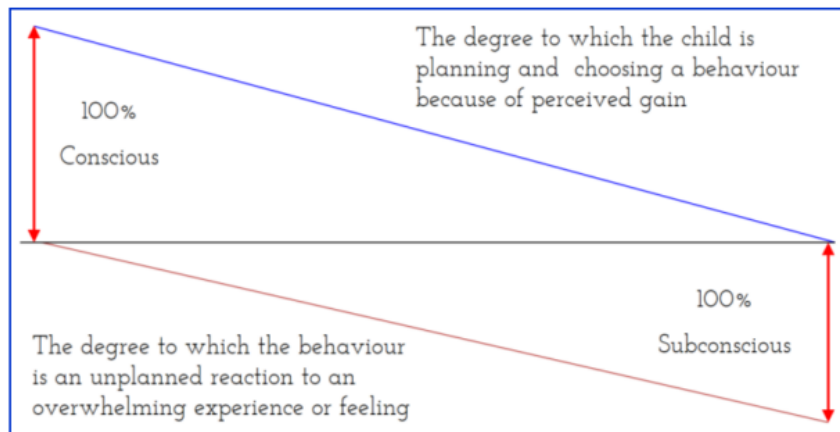 The degree to which the child is
planning and  choosing a behaviour
because of perceived gain
100%
Conscious
100%
Subconscious
The degree to which the behaviour
is an unplanned reaction to an
overwhelming experience or feeling